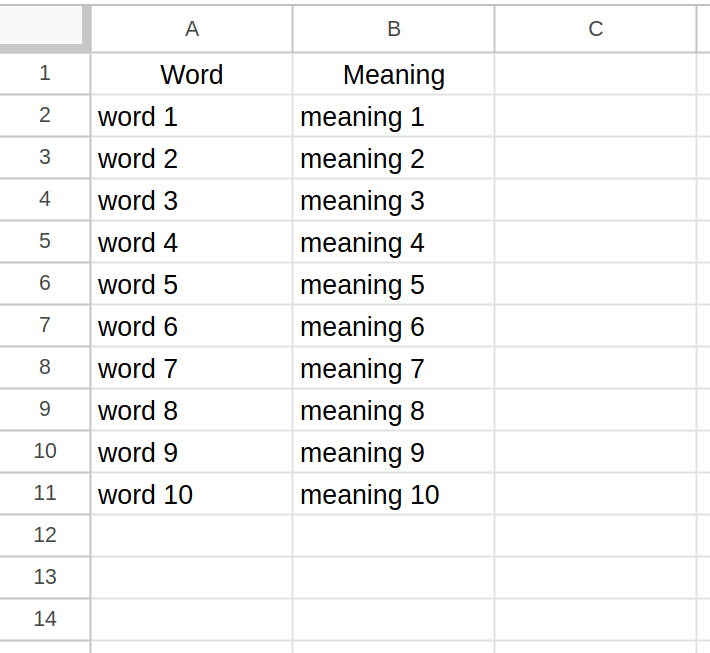 A B C
1 Word Meaning
2 word 1 meaning 1
3 word 2 meaning 2
4 word 3 meaning 3
5 word 4 meaning 4
6 word 5 meaning 5
7 word 6 meaning 6
8 word 7 meaning 7
9 word 8 meaning 8
10 word 9 meaning 9
11 word 10 meaning 10
12
13
14